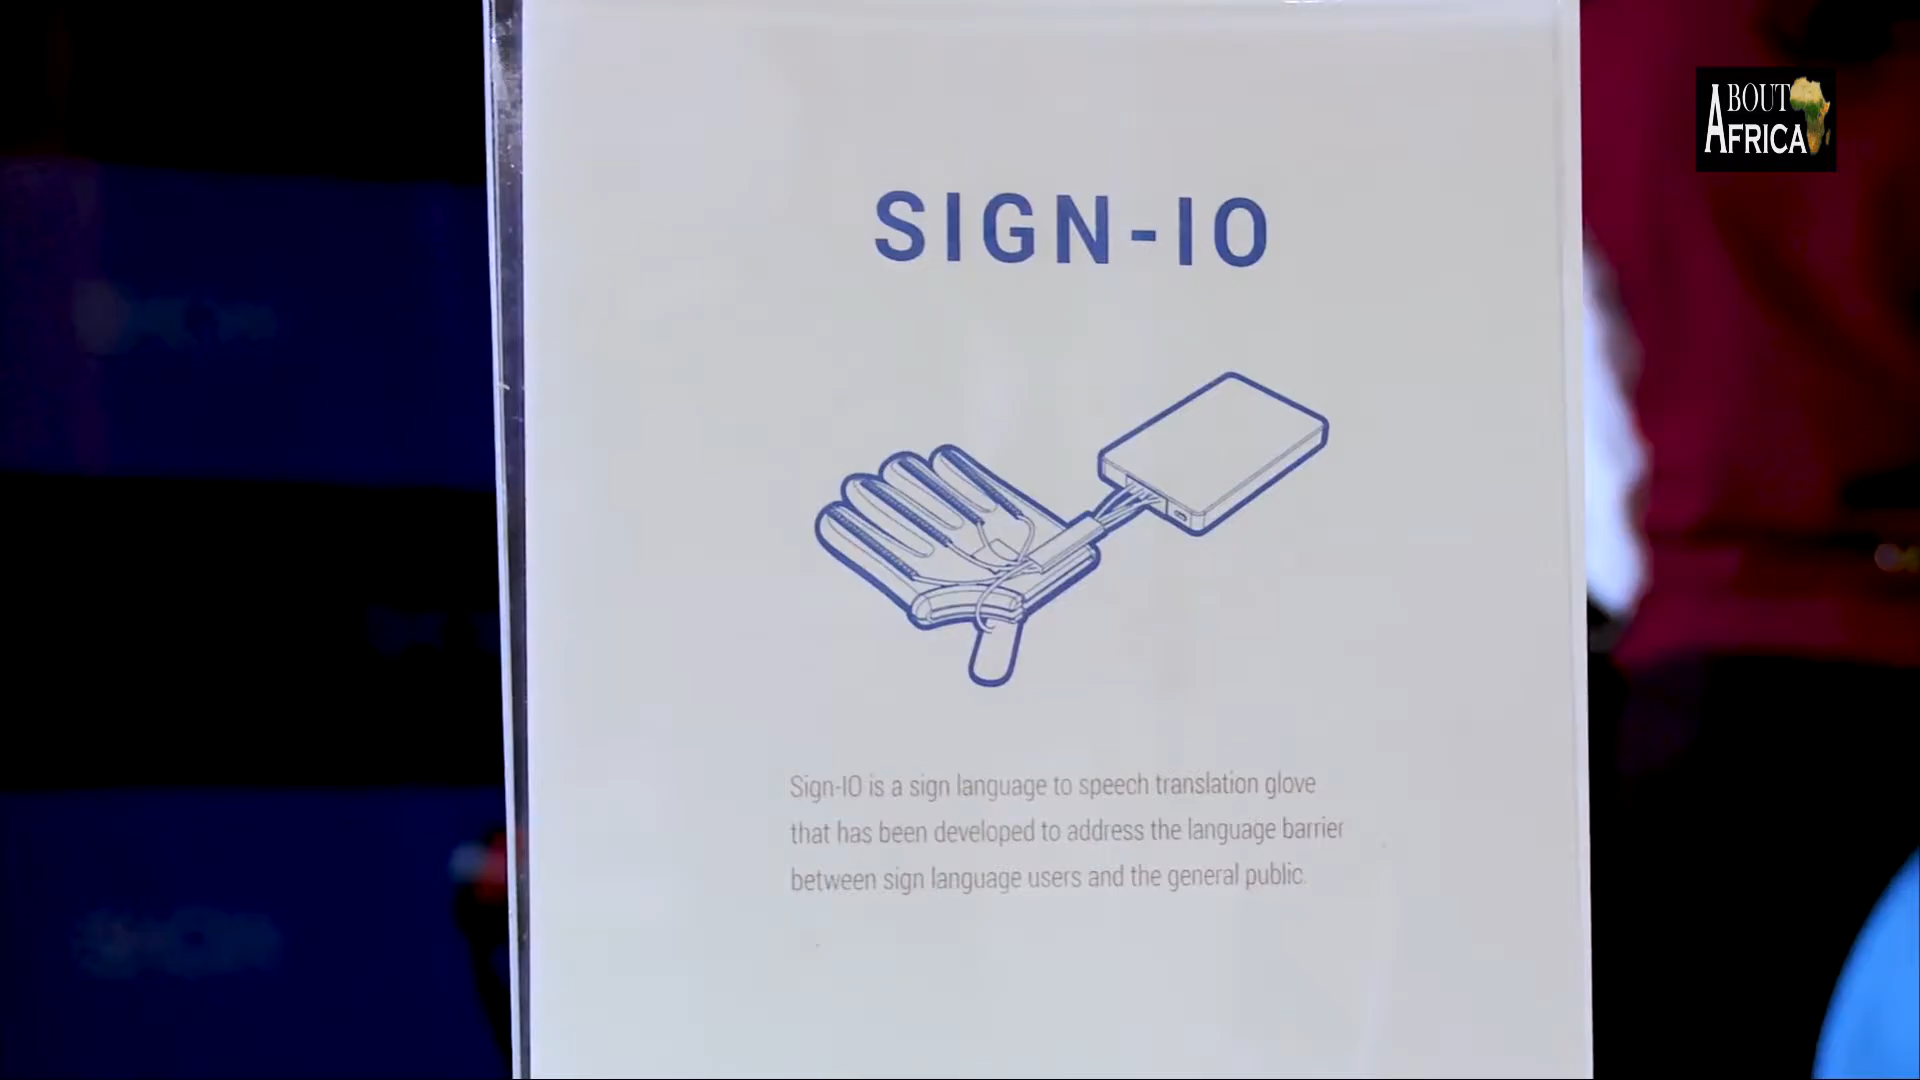 ABOUT
AFRICA
SIGN-IO
Sign-IO is a sign language to speech translation glove
that has been developed to address the language barrier
between sign language users and the general public.